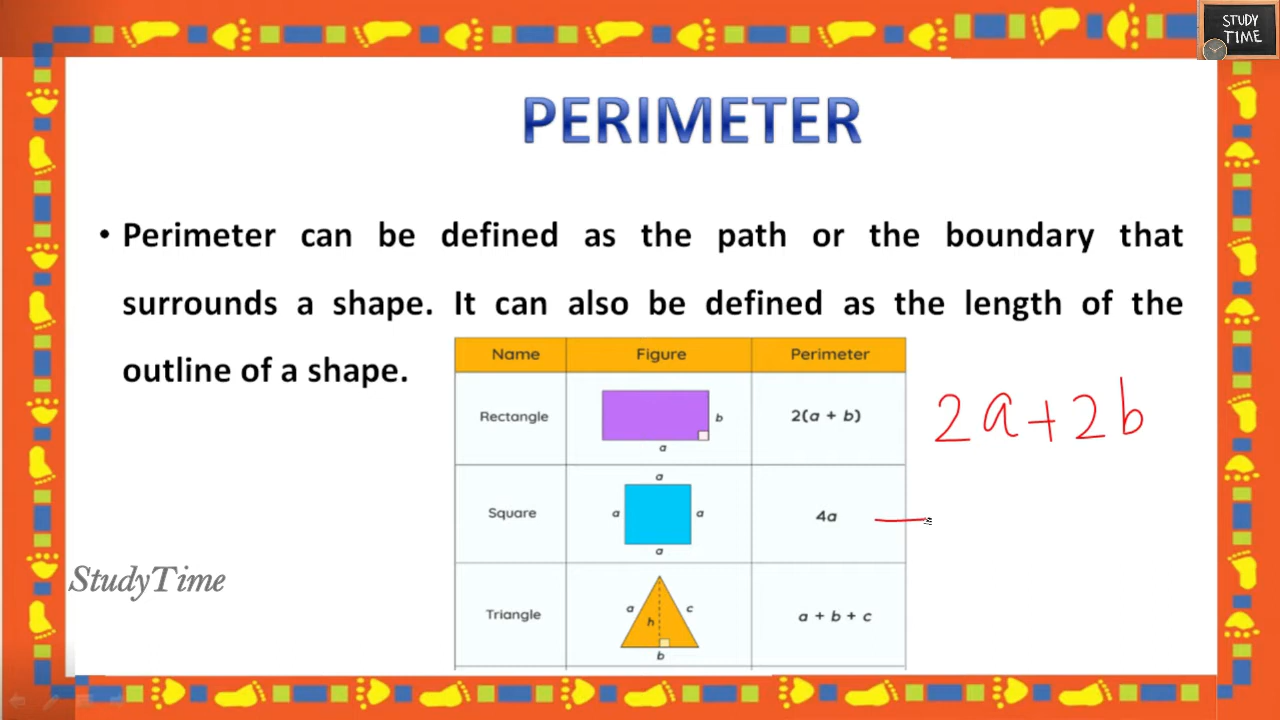 STUDY
TIME
PERIMETER
• Perimeter can be defined as the path or the boundary that
surrounds a shape. It can also be defined as the length of the
outline of a shape.
Name Figure Perimeter
Rectangle b a 2(a + b) 2a+2b
Square a a a a 4a
Triangle a h c b a + b + c
StudyTime